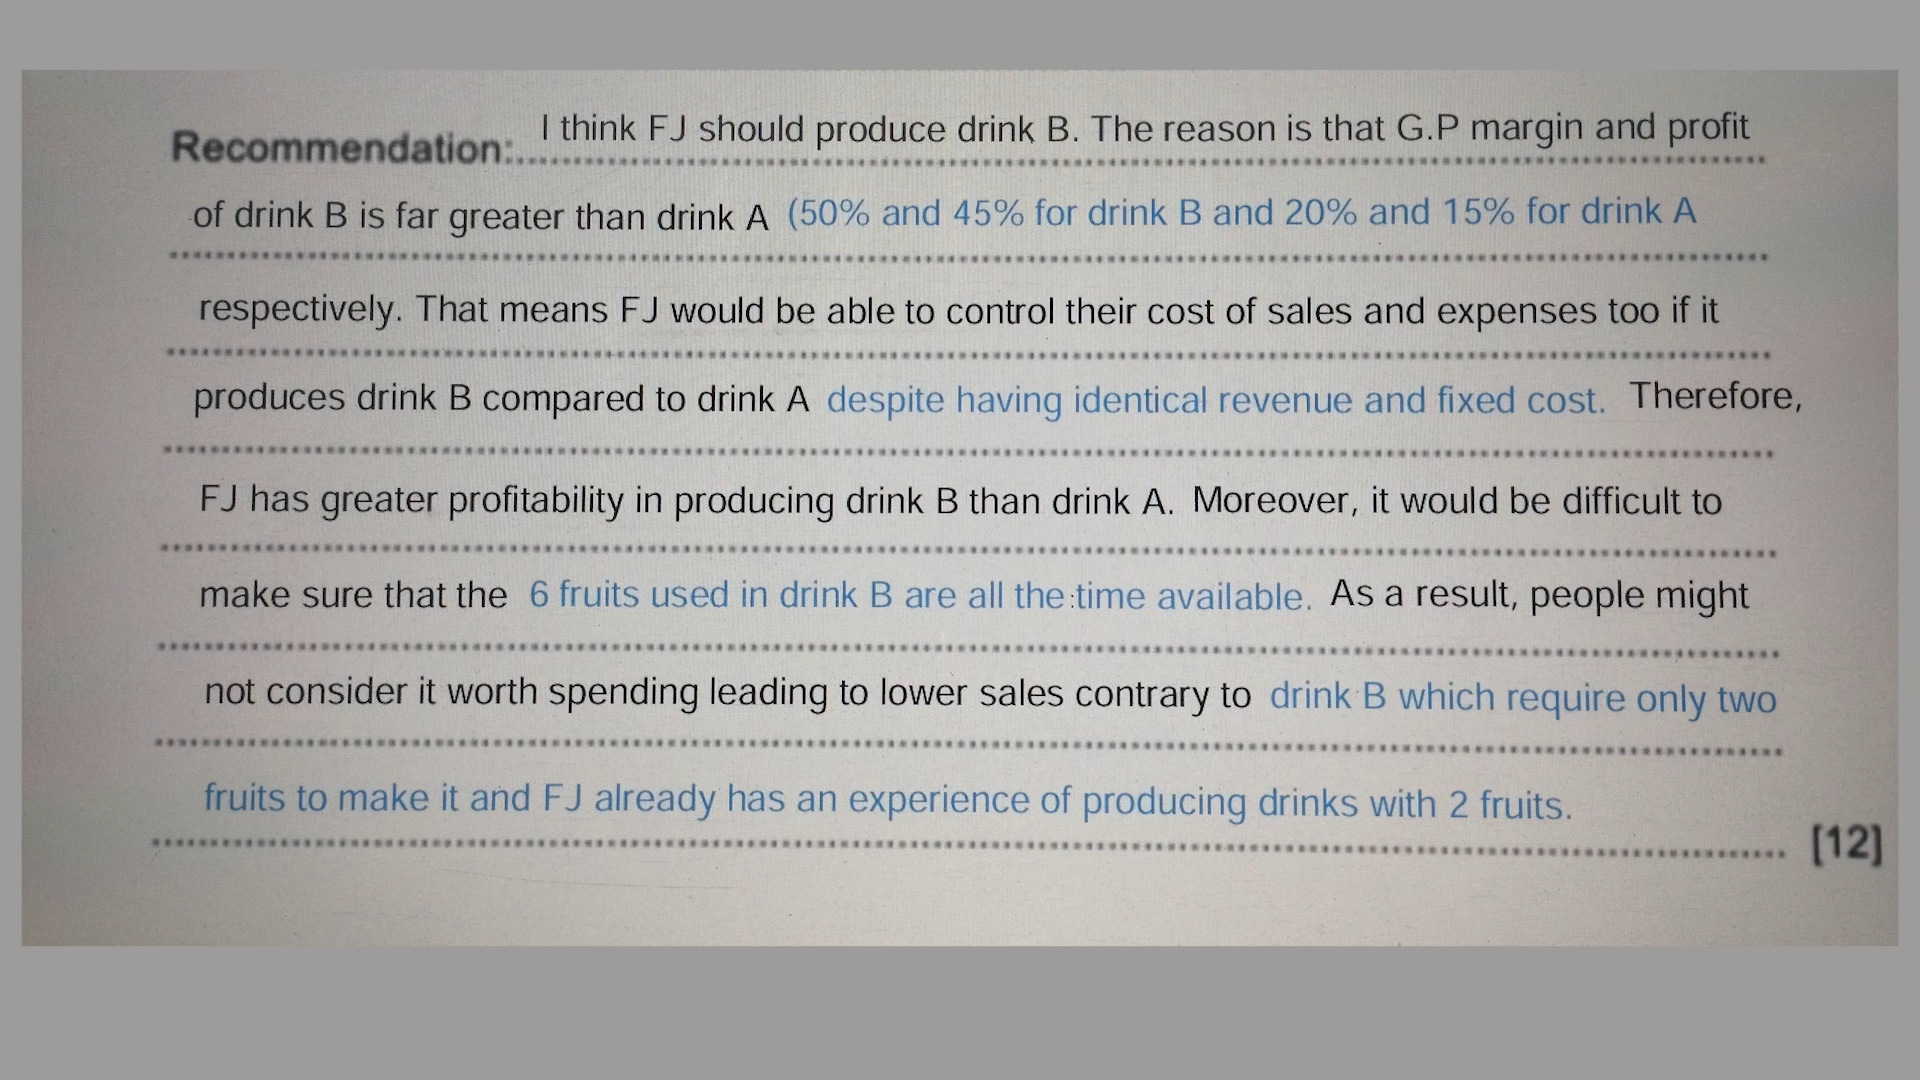 Recommendation: I think FJ should produce drink B. The reason is that G.P margin and profit
of drink B is far greater than drink A (50% and 45% for drink B and 20% and 15% for drink A
respectively. That means FJ would be able to control their cost of sales and expenses too if it
produces drink B compared to drink A despite having identical revenue and fixed cost. Therefore,
FJ has greater profitability in producing drink B than drink A. Moreover, it would be difficult to
make sure that the 6 fruits used in drink B are all the time available. As a result, people might
not consider it worth spending leading to lower sales contrary to drink B which require only two
fruits to make it and FJ already has an experience of producing drinks with 2 fruits.
[12]